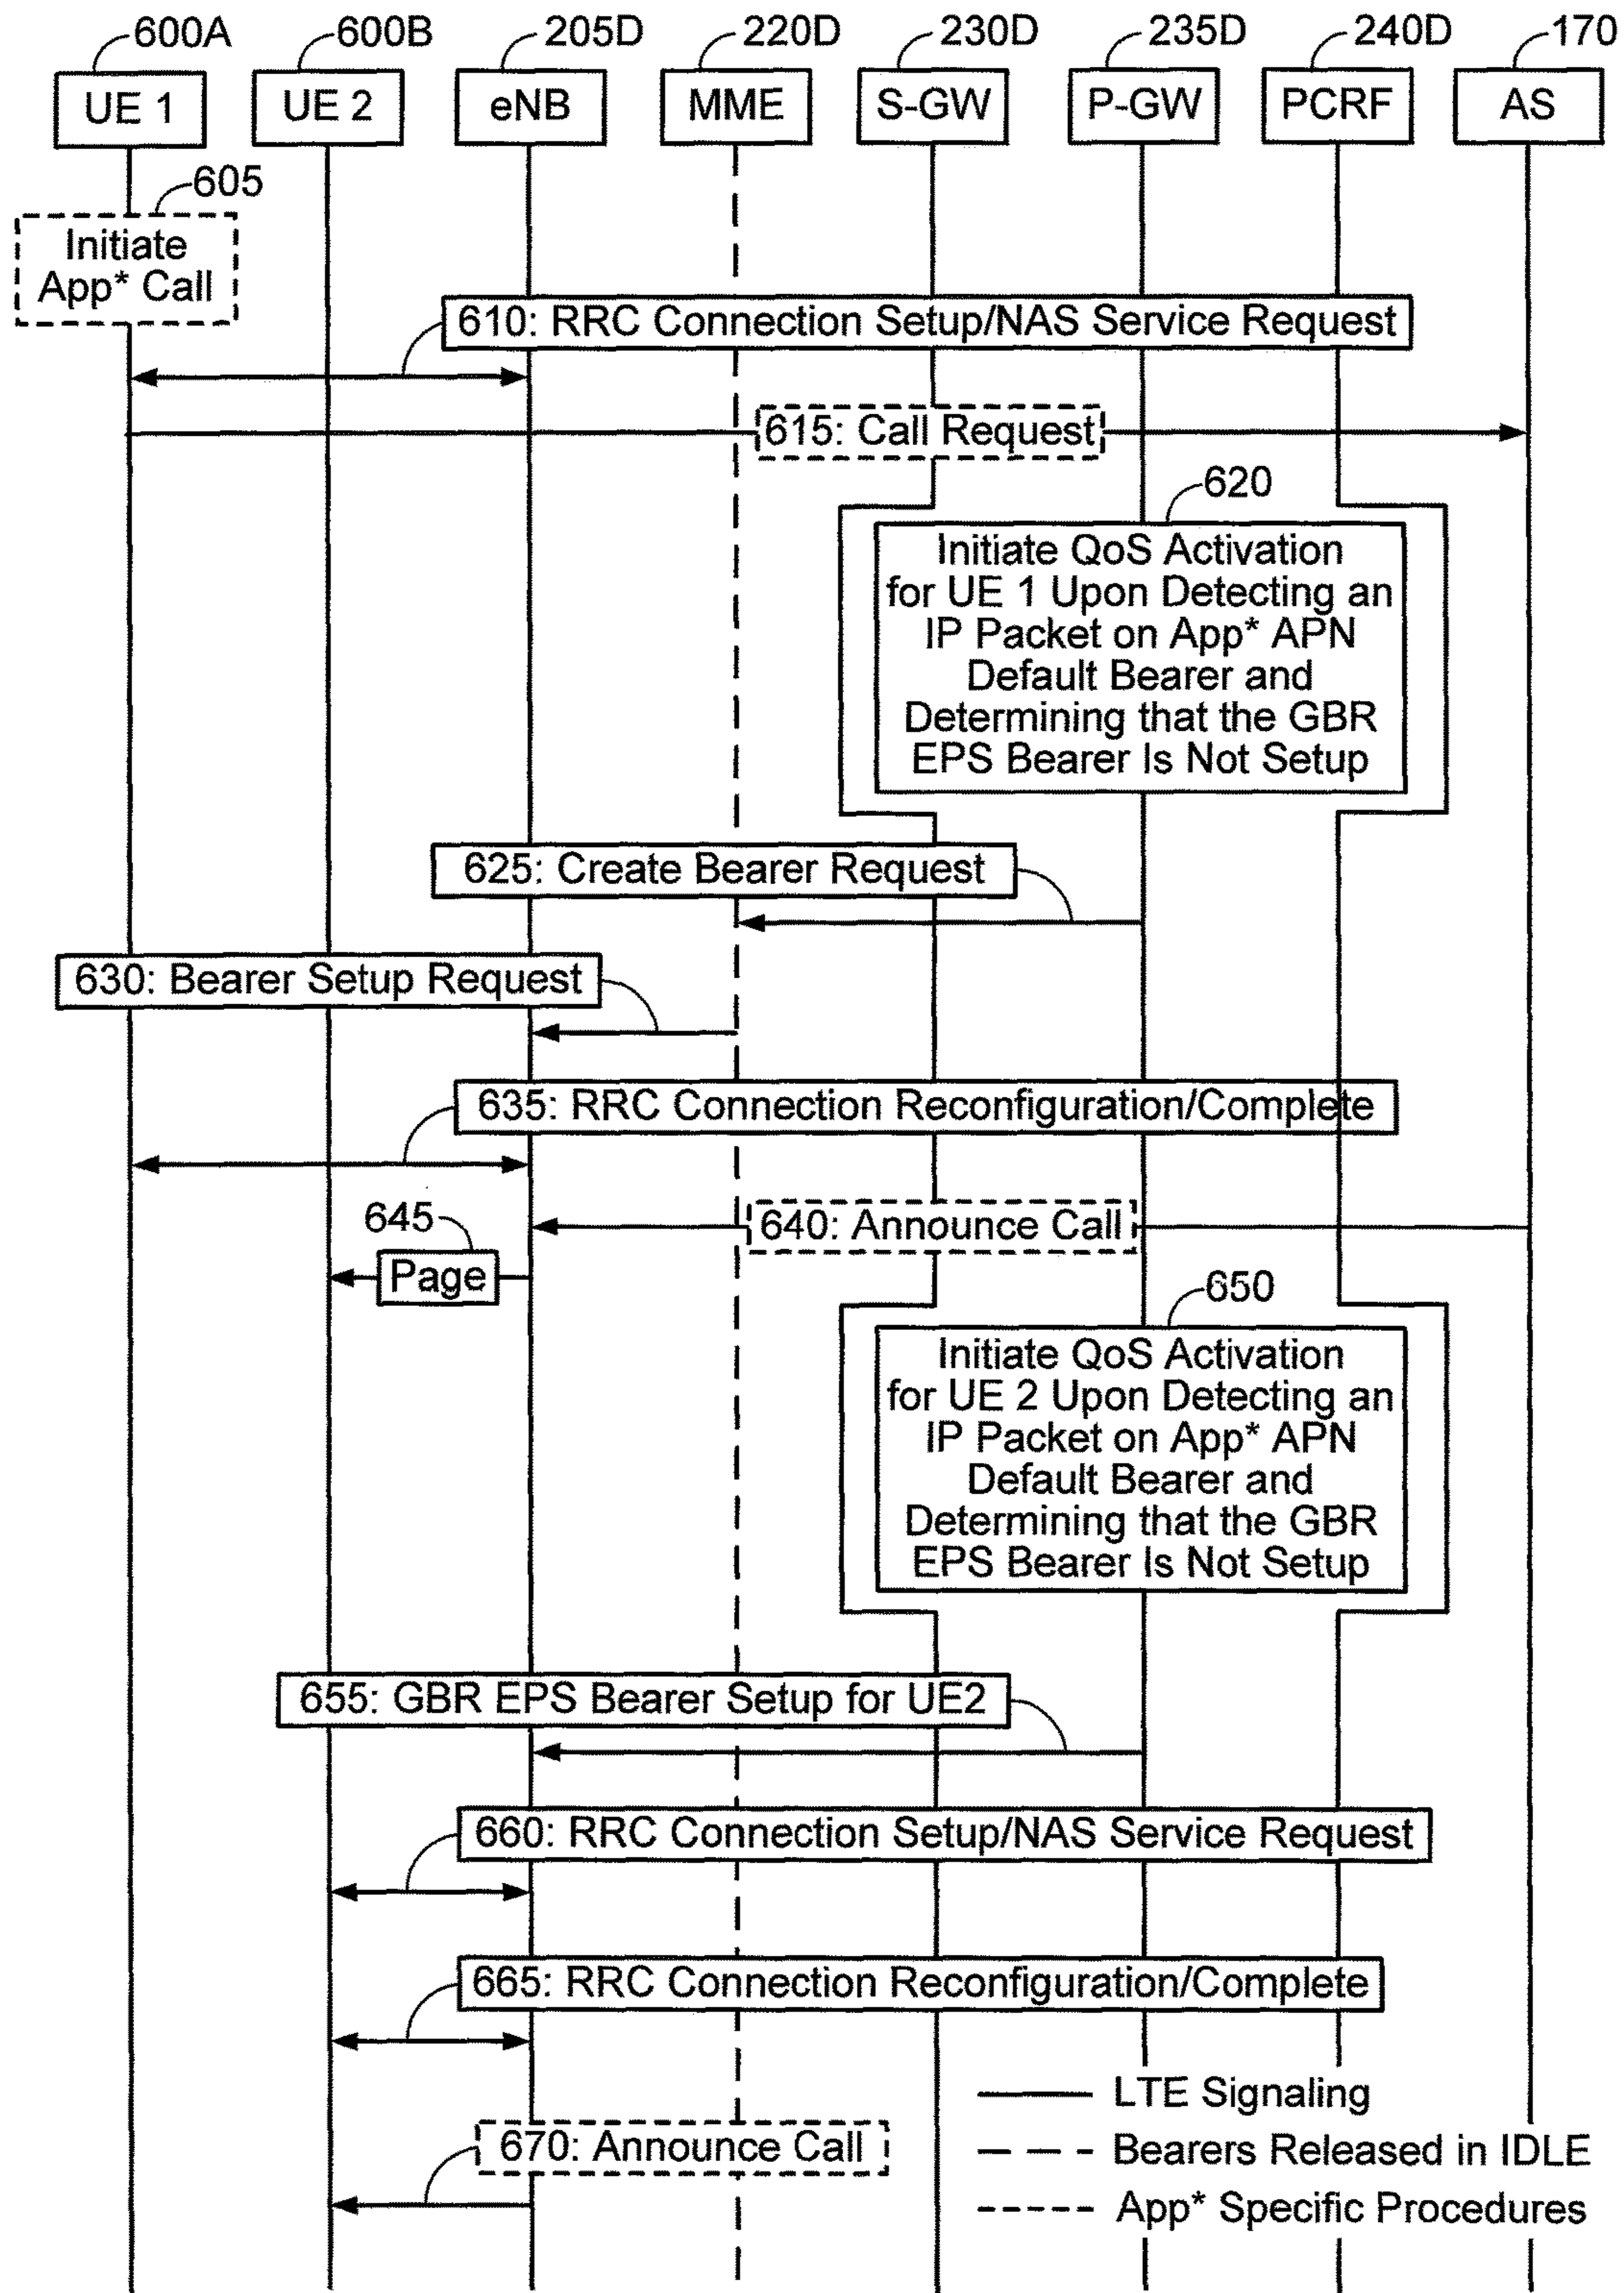 600A 600B 205D 220D 230D 235D 240D 170
UE 1 UE 2 eNB MME S-GW P-GW PCRF AS
605
Initiate
App* Call
610: RRC Connection Setup/NAS Service Request
615: Call Request
620
Initiate QoS Activation
for UE 1 Upon Detecting an
IP Packet on App* APN
Default Bearer and
Determining that the GBR
EPS Bearer Is Not Setup
625: Create Bearer Request
630: Bearer Setup Request
635: RRC Connection Reconfiguration/Complete
640: Announce Call
645
Page
650
Initiate QoS Activation
for UE 2 Upon Detecting an
IP Packet on App* APN
Default Bearer and
Determining that the GBR
EPS Bearer Is Not Setup
655: GBR EPS Bearer Setup for UE2
660: RRC Connection Setup/NAS Service Request
665: RRC Connection Reconfiguration/Complete
670: Announce Call
LTE Signaling
Bearers Released in IDLE
App* Specific Procedures